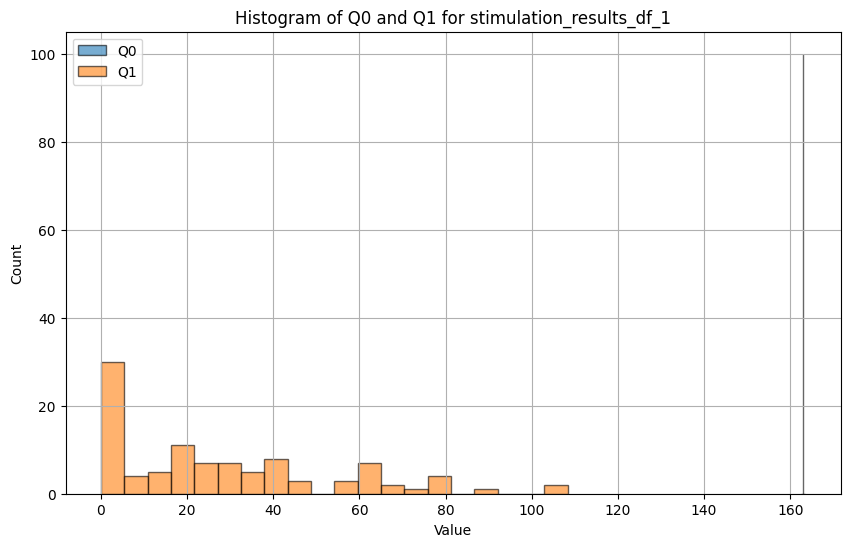 Histogram of Q0 and Q1 for stimulation_results_df_1
Q0
Q1
100
80
60
40
20
0
Count
0 20 40 60 80 100 120 140 160
Value